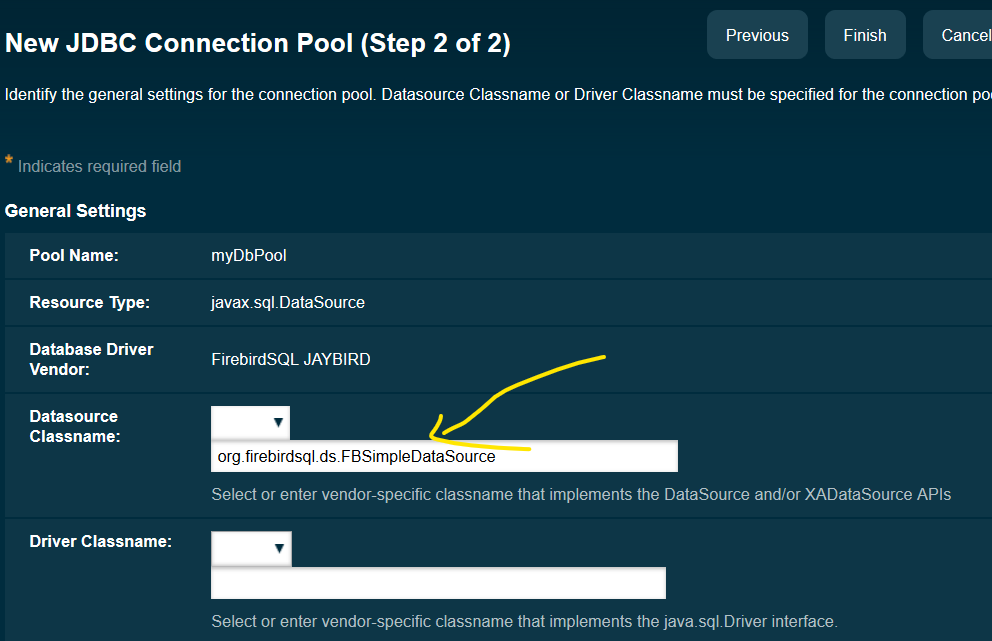 New JDBC Connection Pool (Step 2 of 2)
Previous
Finish
Cancel
Identify the general settings for the connection pool. Datasource Classname or Driver Classname must be specified for the connection
* Indicates required field
General Settings
Pool Name:
myDbPool
Resource Type:
javax.sql.DataSource
Database Driver
Vendor:
FirebirdSQL JAYBIRD
Datasource
Classname:
org.firebirdsql.ds.FBSimpleDataSource
Select or enter vendor-specific classname that implements the DataSource and/or XADataSource APIs
Driver Classname:
Select or enter vendor-specific classname that implements the java.sql.Driver interface.